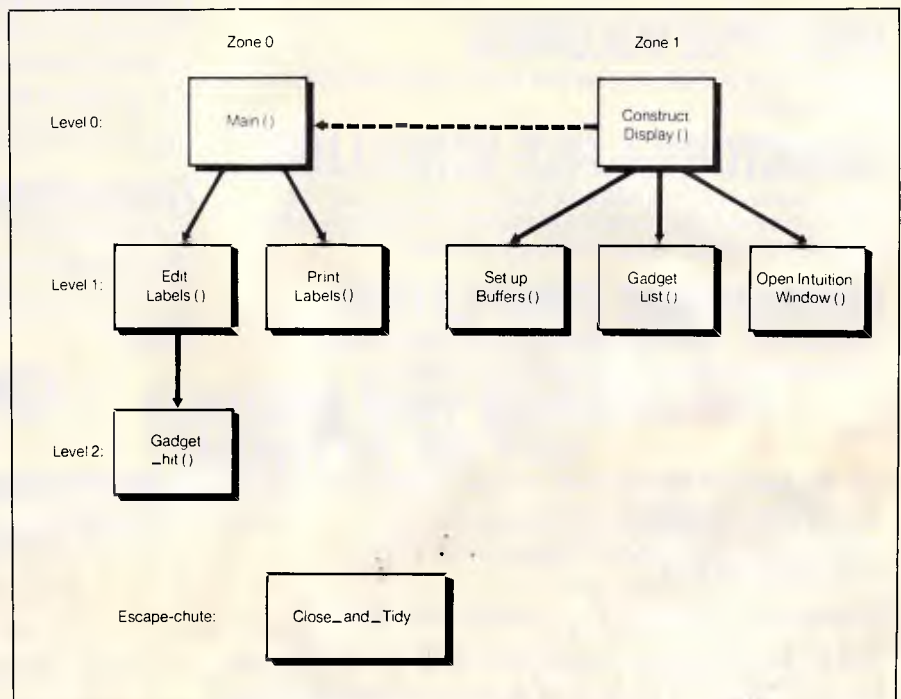 Zone 0
Zone 1
Level 0:
Main ()
Construct
Display ()
Level 1:
Edit
Labels ()
Print
Labels ()
Set up
Buffers ()
Gadget
List ()
Open Intuition
Window ()
Level 2:
Gadget
_hit ()
Escape-chute:
Close_and_Tidy